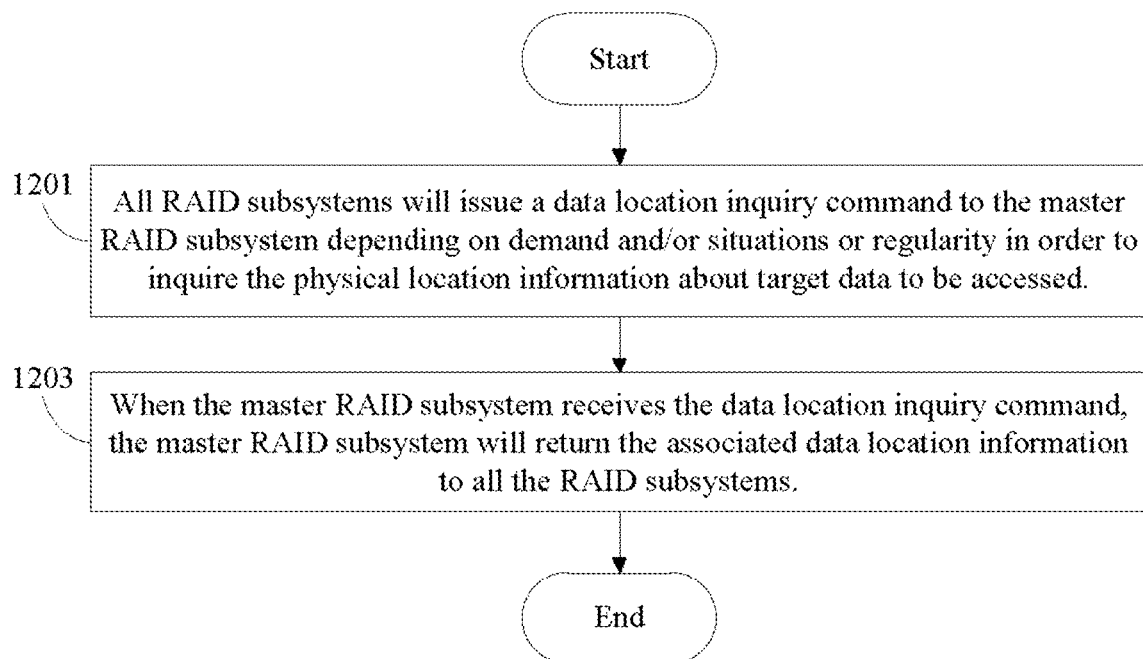 Start
1201
All RAID subsystems will issue a data location inquiry command to the master
RAID subsystem depending on demand and/or situations or regularity in order to
inquire the physical location information about target data to be accessed.
1203
When the master RAID subsystem receives the data location inquiry command,
the master RAID subsystem will return the associated data location information
to all the RAID subsystems.
End